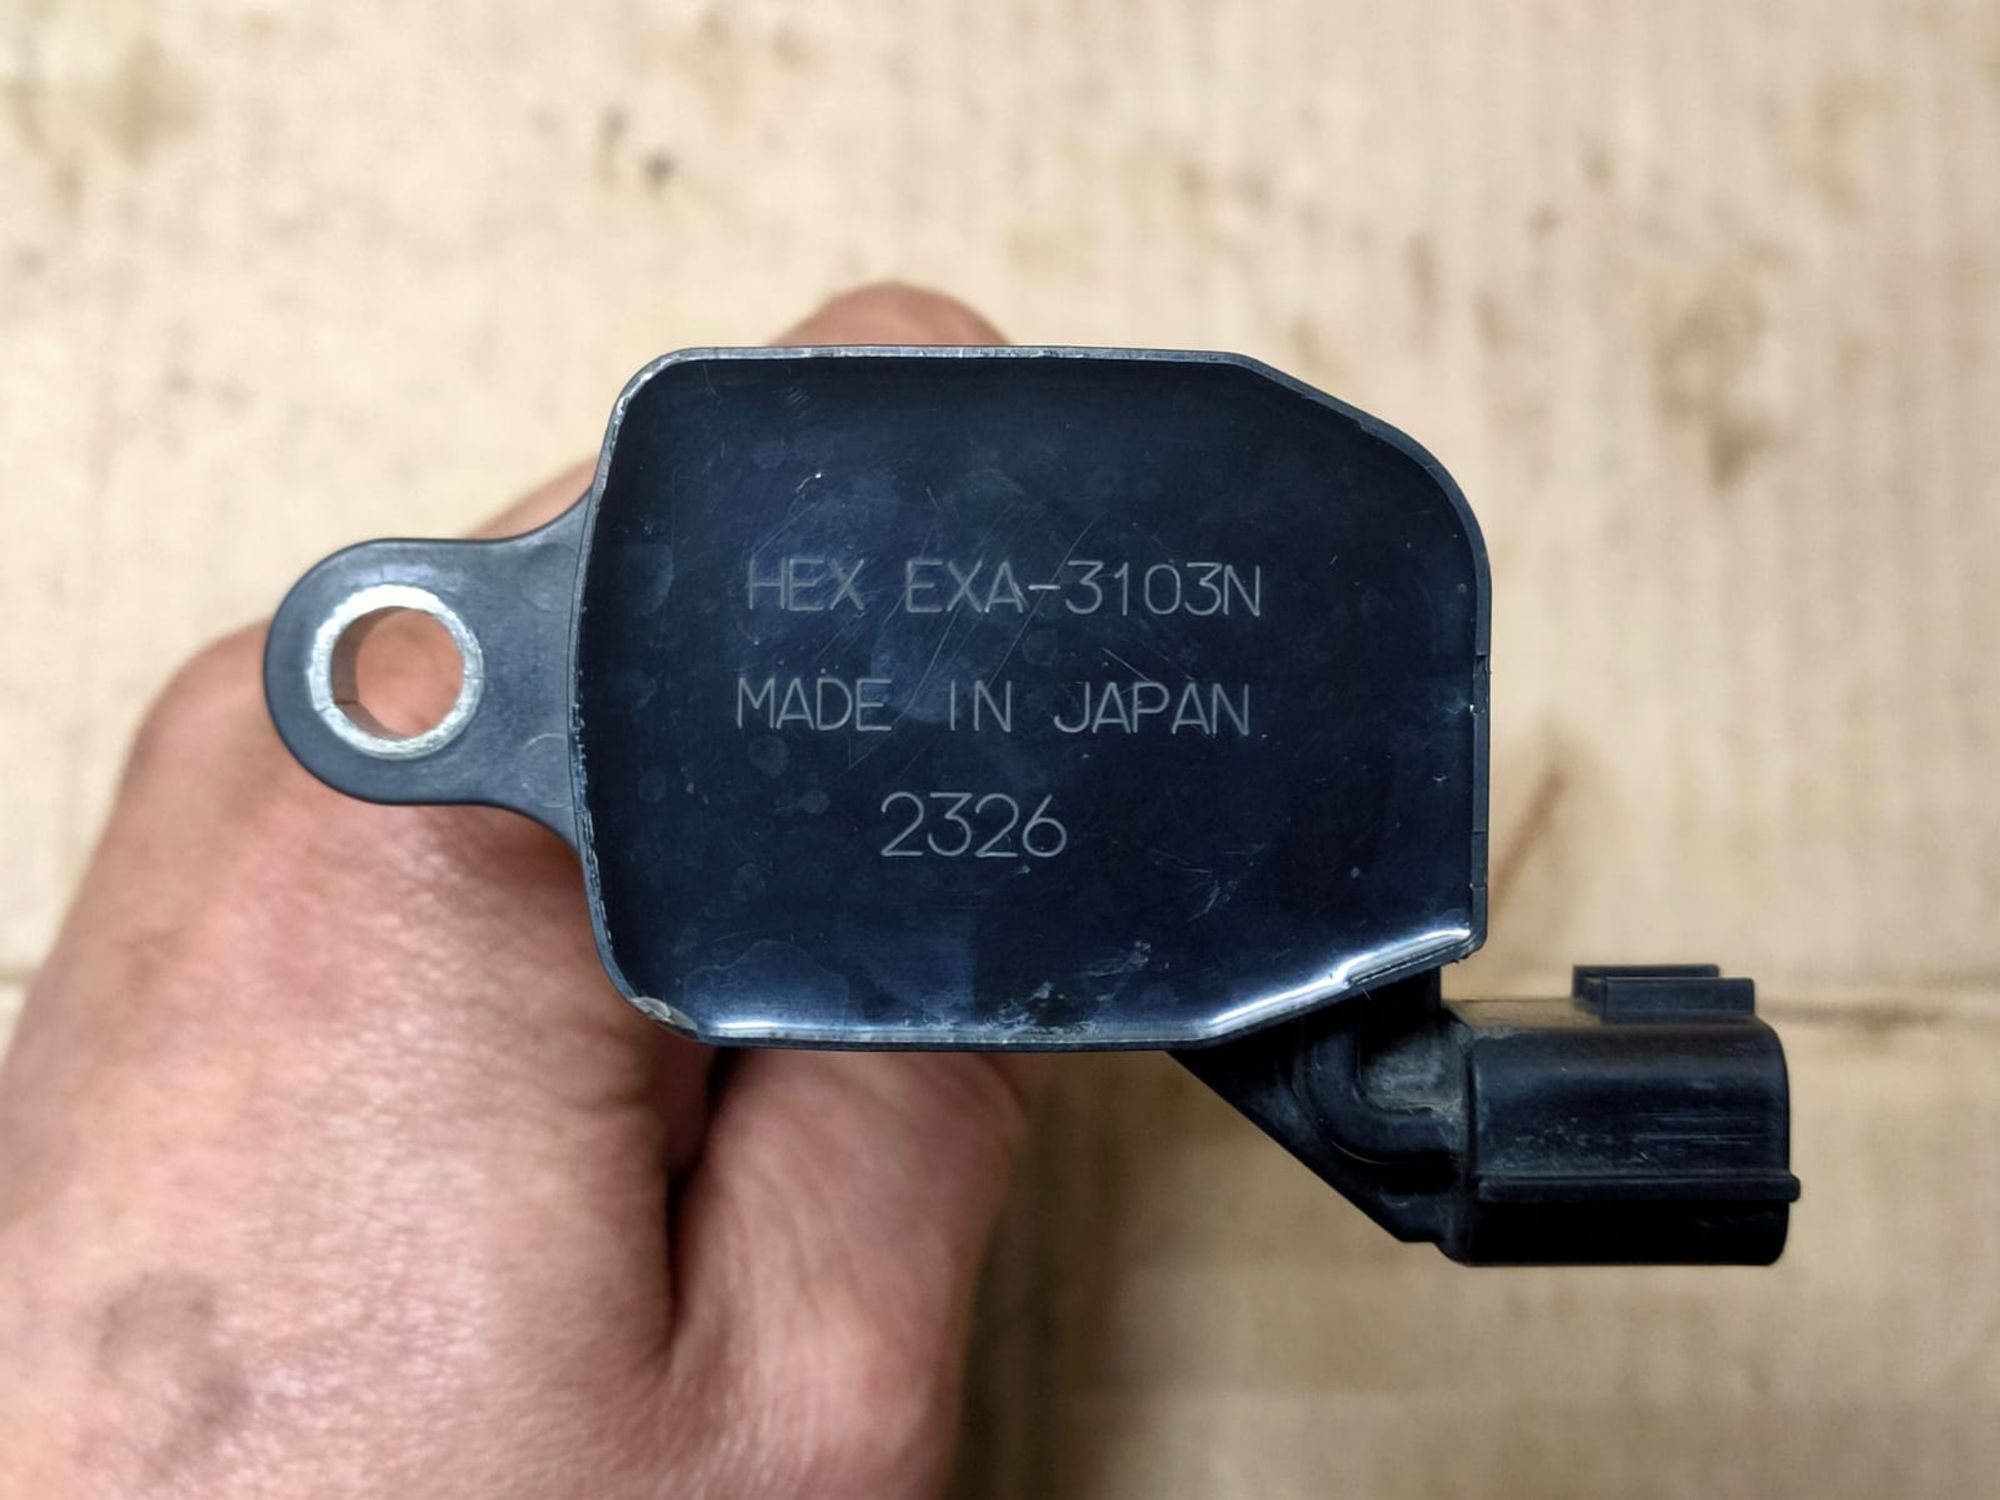 HEX EXA-3103N
MADE IN JAPAN
2326